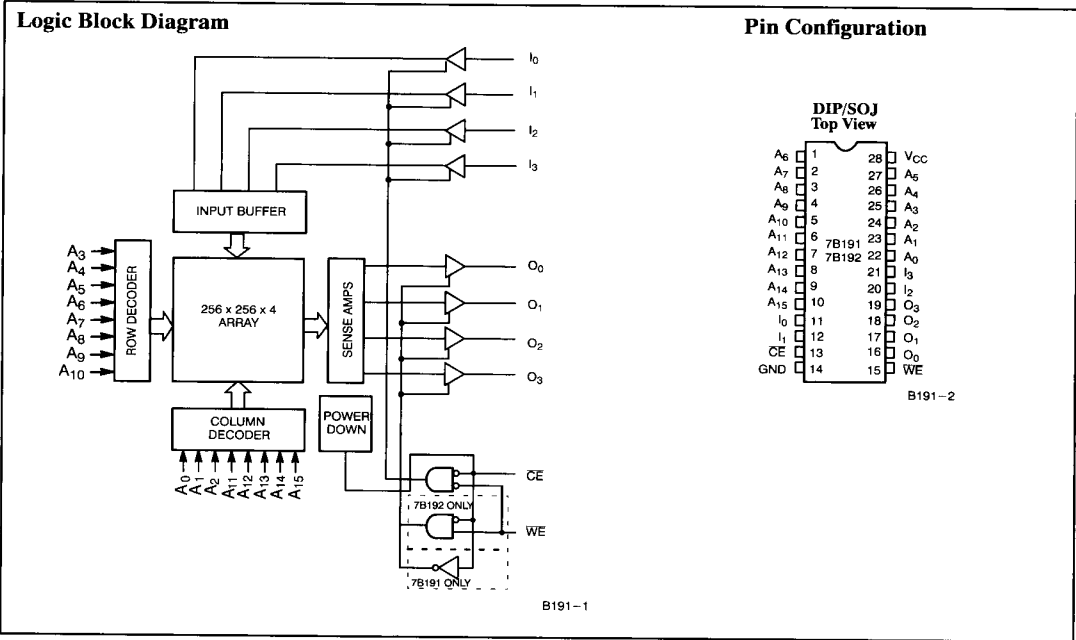 Logic Block Diagram
I0
I1
I2
I3
INPUT BUFFER
A3
A4
A5
A6
A7
A8
A9
A10
ROW DECODER
256 x 256 x 4
ARRAY
SENSE AMPS
O0
O1
O2
O3
COLUMN
DECODER
POWER
DOWN
A0
A1
A2
A11
A12
A13
A14
A15
CE
7B192 ONLY
WE
7B191 ONLY
B191-1
Pin Configuration
DIP/SOJ
Top View
A6 1 28 VCC
A7 2 27 A5
A8 3 26 A4
A9 4 25 A3
A10 5 24 A2
A11 6 7B191 23 A1
A12 7 7B192 22 A0
A13 8 21 I3
A14 9 20 I2
A15 10 19 O3
I0 11 18 O2
I1 12 17 O1
CE 13 16 O0
GND 14 15 WE
B191-2